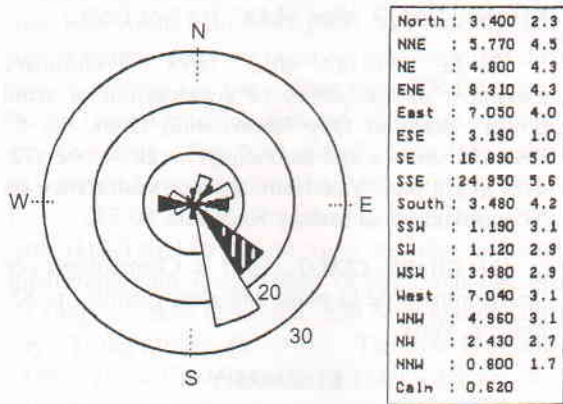 N
W
E
S
20
30
North : 3.400 2.3
NNE : 5.770 4.5
NE : 4.800 4.3
ENE : 8.310 4.3
East : 7.050 4.0
ESE : 3.180 1.0
SE :16.890 3.0
SSE :24.950 5.6
South : 3.480 4.2
SSW : 1.190 3.1
SW : 1.120 2.9
WSW : 3.980 2.9
West : 7.040 3.1
WNW : 4.960 3.1
NW : 2.430 2.7
NNW : 0.800 1.7
Calm : 0.620